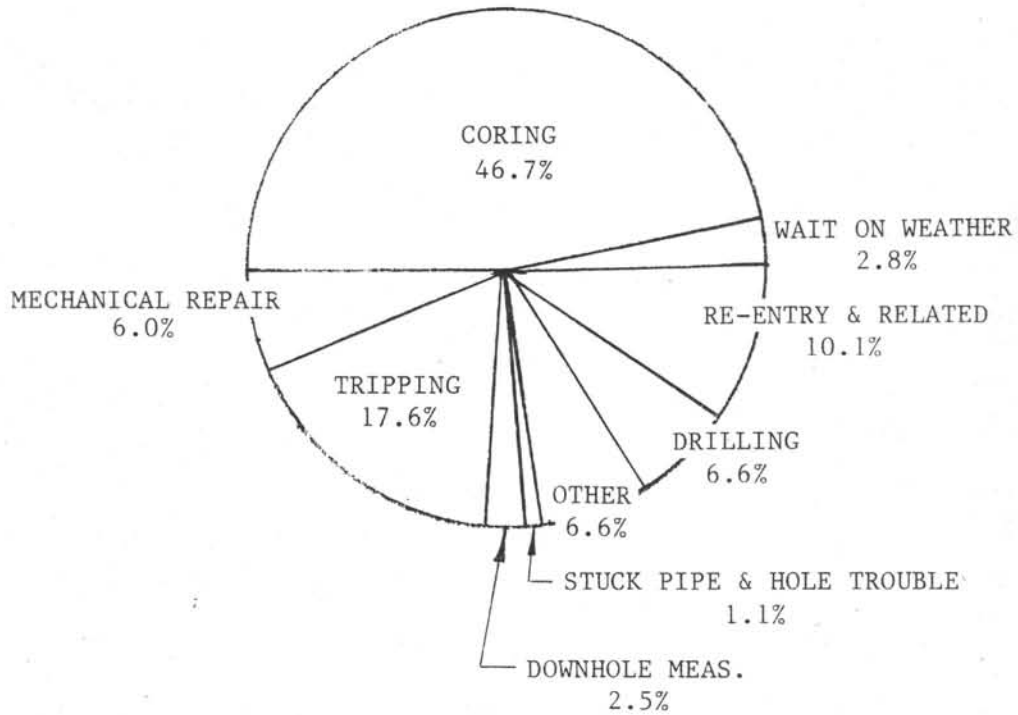 CORING
46.7%
WAIT ON WEATHER
2.8%
MECHANICAL REPAIR
6.0%
RE-ENTRY & RELATED
10.1%
TRIPPING
17.6%
DRILLING
6.6%
OTHER
6.6%
STUCK PIPE & HOLE TROUBLE
1.1%
DOWNHOLE MEAS.
2.5%